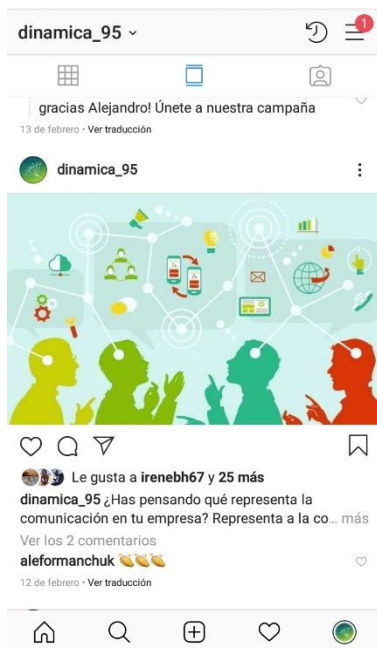 dinamica_95
9
gracias Alejandro! Únete a nuestra campaña
13 de febrero • Ver traducción
dinamica_95
Le gusta a irenebh67 y 25 más
dinamica_95 ¿Has pensando qué representa la
comunicación en tu empresa? Representa a la co... más
Ver los 2 comentarios
aleformanchuk 👏👏👏
12 de febrero • Ver traducción